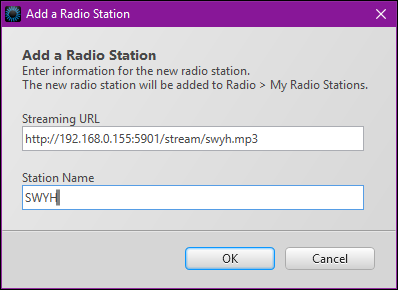 Add a Radio Station
Add a Radio Station
Enter information for the new radio station.
The new radio station will be added to Radio > My Radio Stations.
Streaming URL
http://192.168.0.155:5901/stream/swyh.mp3
Station Name
SWYH
OK
Cancel